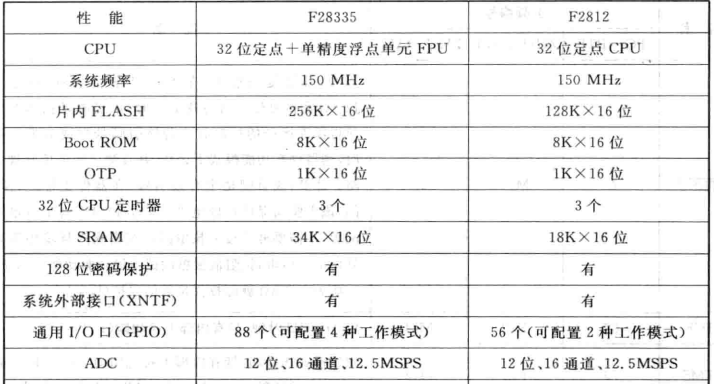 性 能 F28335 F2812
CPU 32 位定点＋单精度浮点单元 FPU 32 位定点 CPU
系统频率 150 MHz 150 MHz
片内 FLASH 256K×16 位 128K×16 位
Boot ROM 8K×16 位 8K×16 位
OTP 1K×16 位 1K×16 位
32 位 CPU 定时器 3 个 3 个
SRAM 34K×16 位 18K×16 位
128 位密码保护 有 有
系统外部接口(XNTF) 有 有
通用 I/O 口(GPIO) 88 个(可配置 4 种工作模式) 56 个(可配置 2 种工作模式)
ADC 12 位、16 通道、12.5MSPS 12 位、16 通道、12.5MSPS